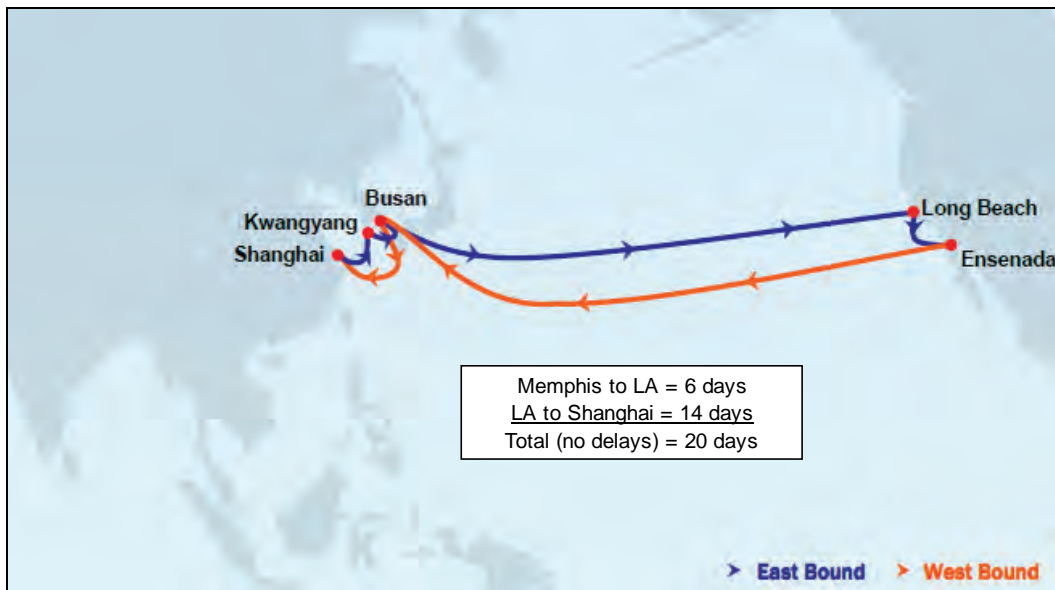 Busan
Kwangyang
Shanghai
Long Beach
Ensenada
Memphis to LA = 6 days
LA to Shanghai = 14 days
Total (no delays) = 20 days
East Bound West Bound